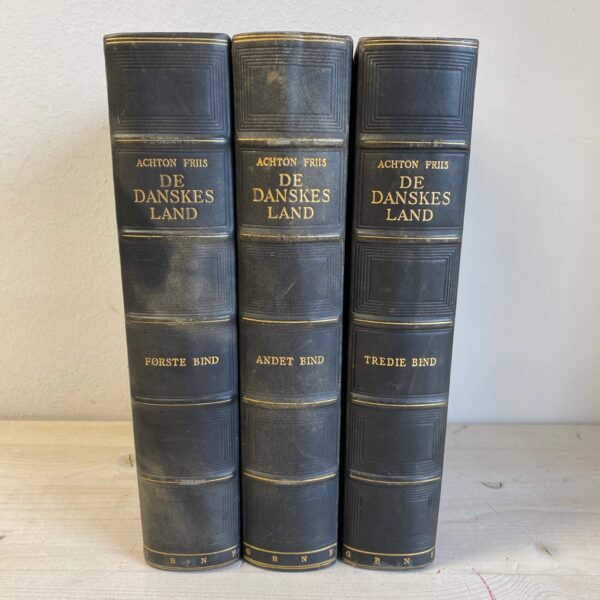 ACHTON FRIIS
DE
DANSKES
LAND
FØRSTE BIND
B N F
ACHTON FRIIS
DE
DANSKES
LAND
ANDET BIND
G B N F
ACHTON FRIIS
DE
DANSKES
LAND
TREDIE BIND
G B N F